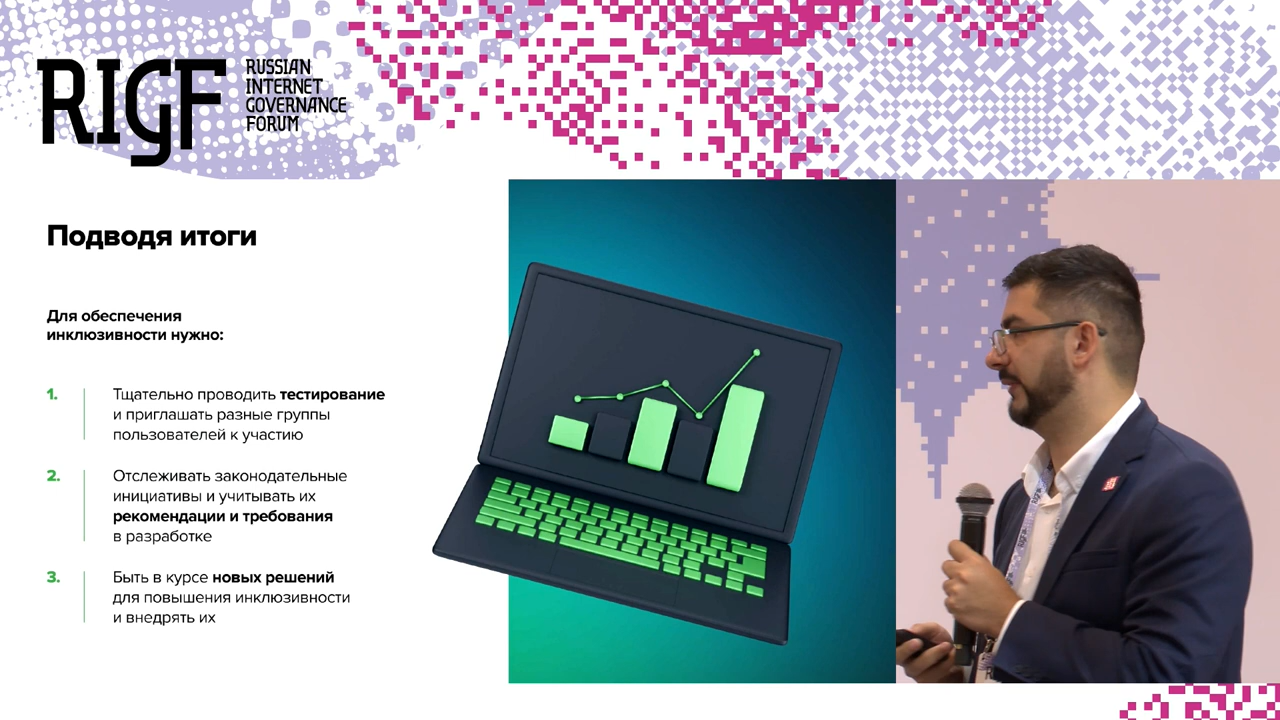 RIGF
RUSSIAN
INTERNET
GOVERNANCE
FORUM
Подводя итоги
Для обеспечения
инклюзивности нужно:
1. Тщательно проводить тестирование
и приглашать разные группы
пользователей к участию
2. Отслеживать законодательные
инициативы и учитывать их
рекомендации и требования
в разработке
3. Быть в курсе новых решений
для повышения инклюзивности
и внедрять их